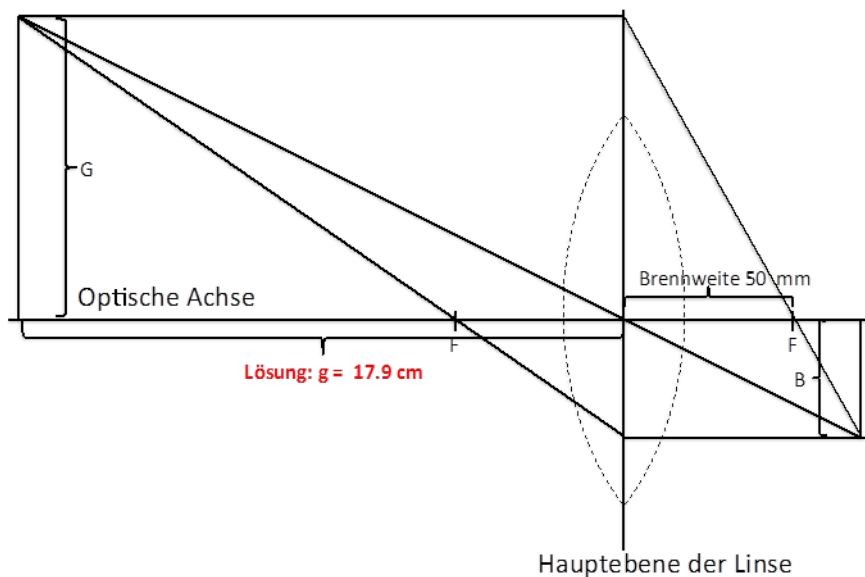 G
Optische Achse
Brennweite 50 mm
F
F
Lösung: g = 17.9 cm
B
Hauptebene der Linse